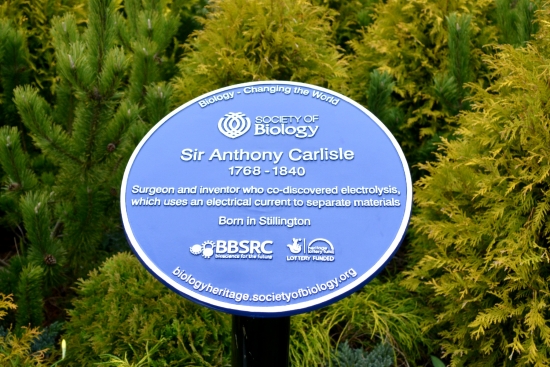 Biology - Changing the World
SOCIETY OF
Biology
Sir Anthony Carlisle
1768 - 1840
Surgeon and inventor who co-discovered electrolysis,
which uses an electrical current to separate materials
Born in Stillington
BBSRC
bioscience for the future
LOTTERY FUNDED
biologyheritage.societyofbiology.org